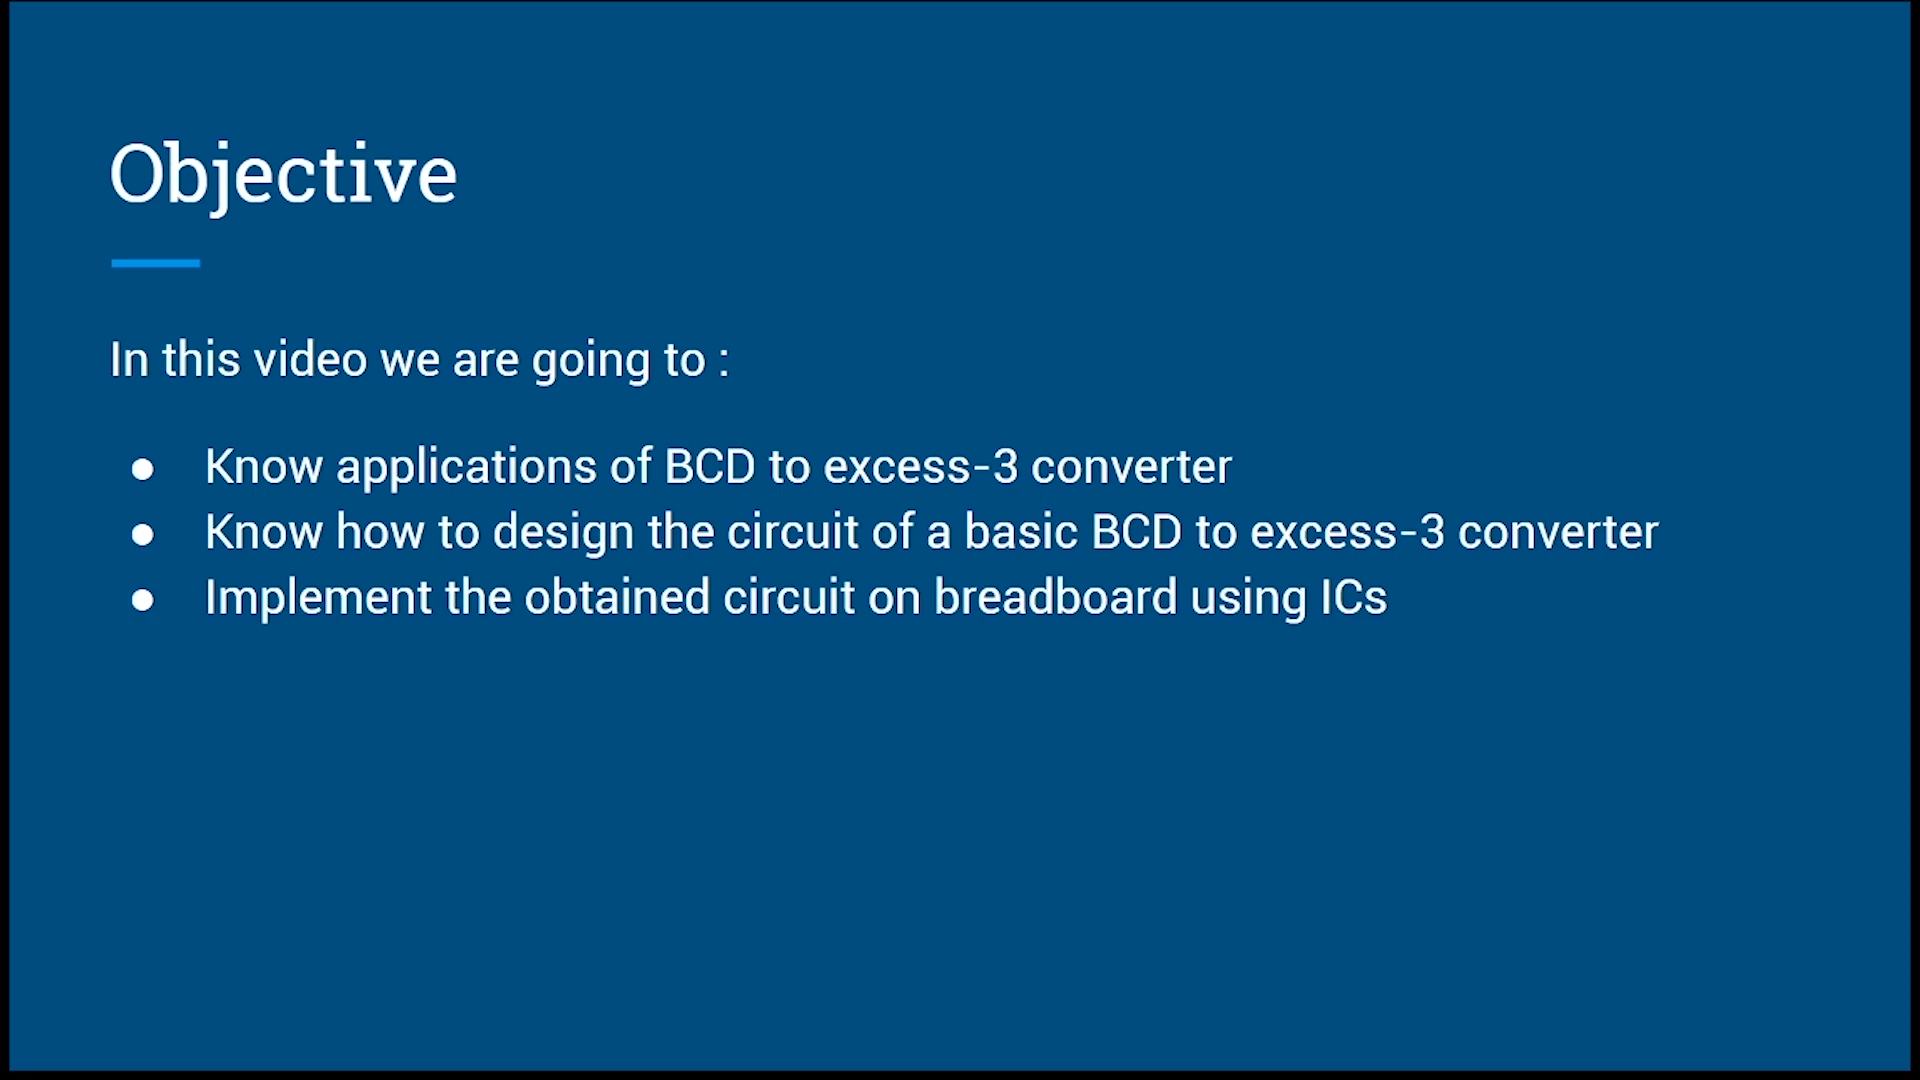 Objective
In this video we are going to :
● Know applications of BCD to excess-3 converter
● Know how to design the circuit of a basic BCD to excess-3 converter
● Implement the obtained circuit on breadboard using ICs